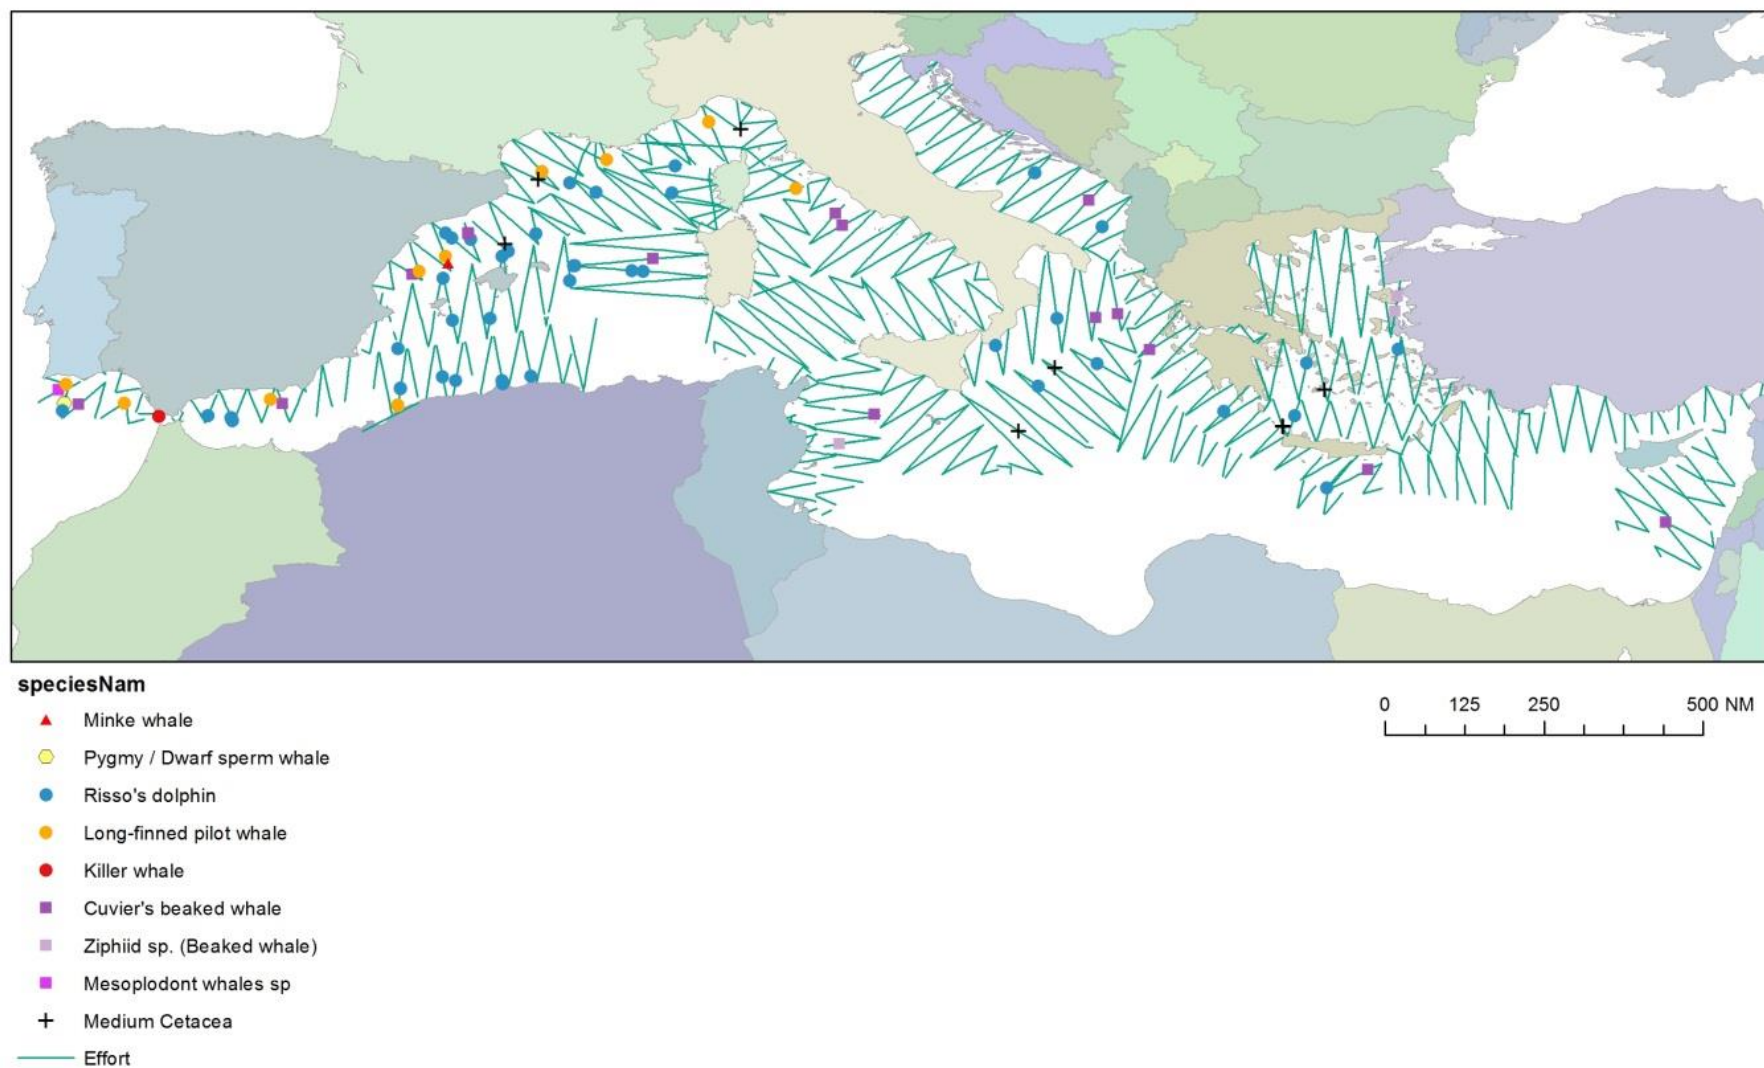 speciesNam
Minke whale
Pygmy / Dwarf sperm whale
Risso's dolphin
Long-finned pilot whale
Killer whale
Cuvier's beaked whale
Ziphiid sp. (Beaked whale)
Mesoplodont whales sp
Medium Cetacea
Effort
0 125 250 500 NM